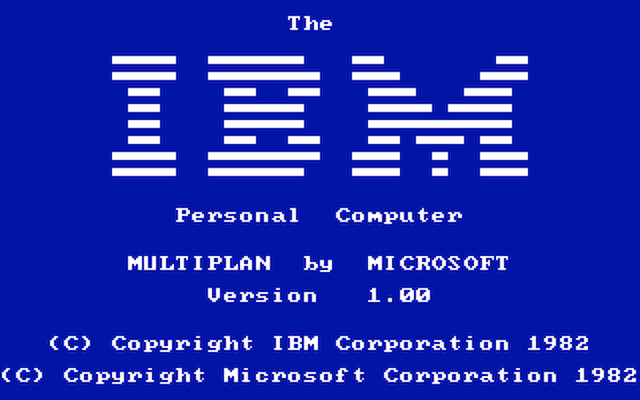 The
IBM
Personal Computer
MULTIPLAN by MICROSOFT
Version 1.00
(C) Copyright IBM Corporation 1982
(C) Copyright Microsoft Corporation 1982